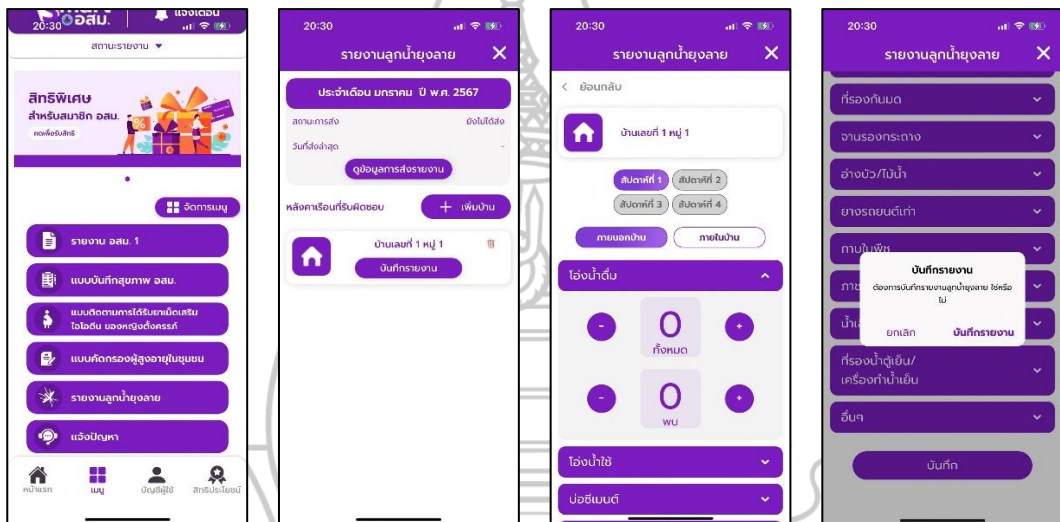 20:30
อสม.
แจ้งเตือน
สถานะรายงาน
สิทธิพิเศษ
สำหรับสมาชิก อสม.
กดเพื่อรับสิทธิ
จัดการเมนู
รายงาน อสม. 1
แบบบันทึกสุขภาพ อสม.
แบบติดตามการได้รับยาเม็ดเสริม
ไอโอดีน ของหญิงตั้งครรภ์
แบบคัดกรองผู้สูงอายุในชุมชน
รายงานลูกน้ำยุงลาย
แจ้งปัญหา
หน้าแรก
เมนู
บัญชีผู้ใช้
สิทธิประโยชน์
20:30
รายงานลูกน้ำยุงลาย
ประจำเดือน มกราคม ปี พ.ศ. 2567
สถานะการส่ง ยังไม่ได้ส่ง
วันที่ส่งล่าสุด -
ดูข้อมูลการส่งรายงาน
หลังคาเรือนที่รับผิดชอบ + เพิ่มบ้าน
บ้านเลขที่ 1 หมู่ 1
บันทึกรายงาน
20:30
รายงานลูกน้ำยุงลาย
< ย้อนกลับ
บ้านเลขที่ 1 หมู่ 1
สัปดาห์ที่ 1 สัปดาห์ที่ 2
สัปดาห์ที่ 3 สัปดาห์ที่ 4
ภายนอกบ้าน ภายในบ้าน
โอ่งน้ำดื่ม
- 0 +
ทั้งหมด
- 0 +
พบ
โอ่งน้ำใช้
บ่อซีเมนต์
20:30
รายงานลูกน้ำยุงลาย
ที่รองกันมด
จานรองกระถาง
อ่างบัว/ไม้น้ำ
ยางรถยนต์เก่า
กาบใบพืช
บันทึกรายงาน
ต้องการบันทึกรายงานลูกน้ำยุงลาย ใช่หรือ
ไม่
ยกเลิก บันทึกรายงาน
ที่รองน้ำตู้เย็น/
เครื่องทำน้ำเย็น
อื่นๆ
บันทึก